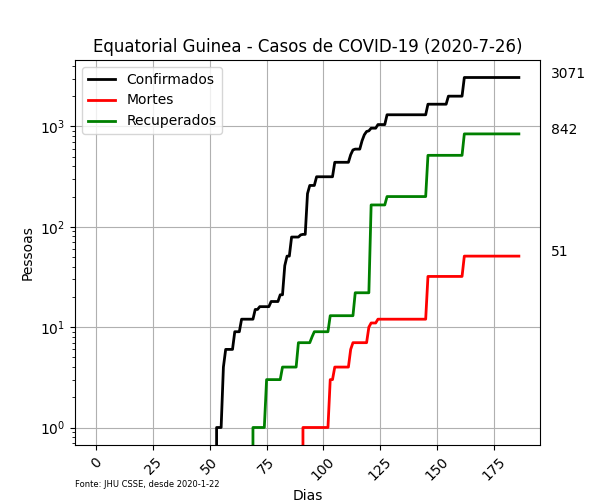 Equatorial Guinea - Casos de COVID-19 (2020-7-26)
Confirmados
Mortes
Recuperados
3071
842
51
10³
10²
10¹
10⁰
Pessoas
0 25 50 75 100 125 150 175
Fonte: JHU CSSE, desde 2020-1-22
Dias